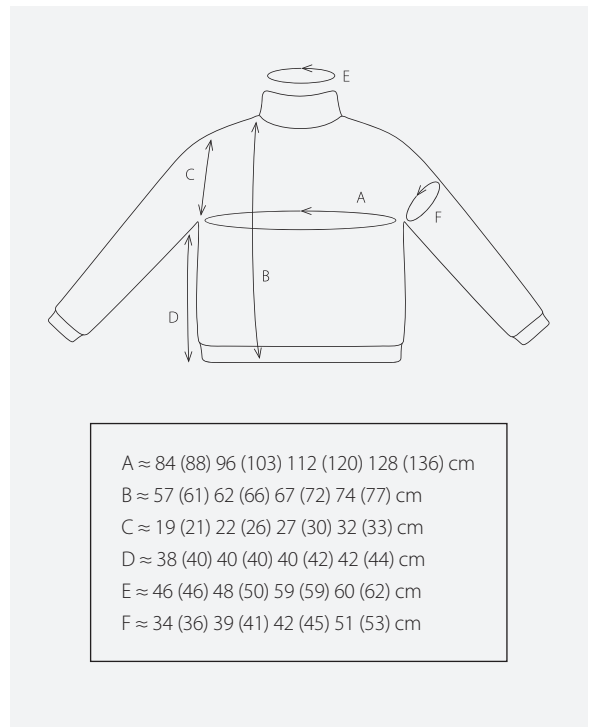 E
C
A
F
B
D
A ≈ 84 (88) 96 (103) 112 (120) 128 (136) cm
B ≈ 57 (61) 62 (66) 67 (72) 74 (77) cm
C ≈ 19 (21) 22 (26) 27 (30) 32 (33) cm
D ≈ 38 (40) 40 (40) 40 (42) 42 (44) cm
E ≈ 46 (46) 48 (50) 59 (59) 60 (62) cm
F ≈ 34 (36) 39 (41) 42 (45) 51 (53) cm